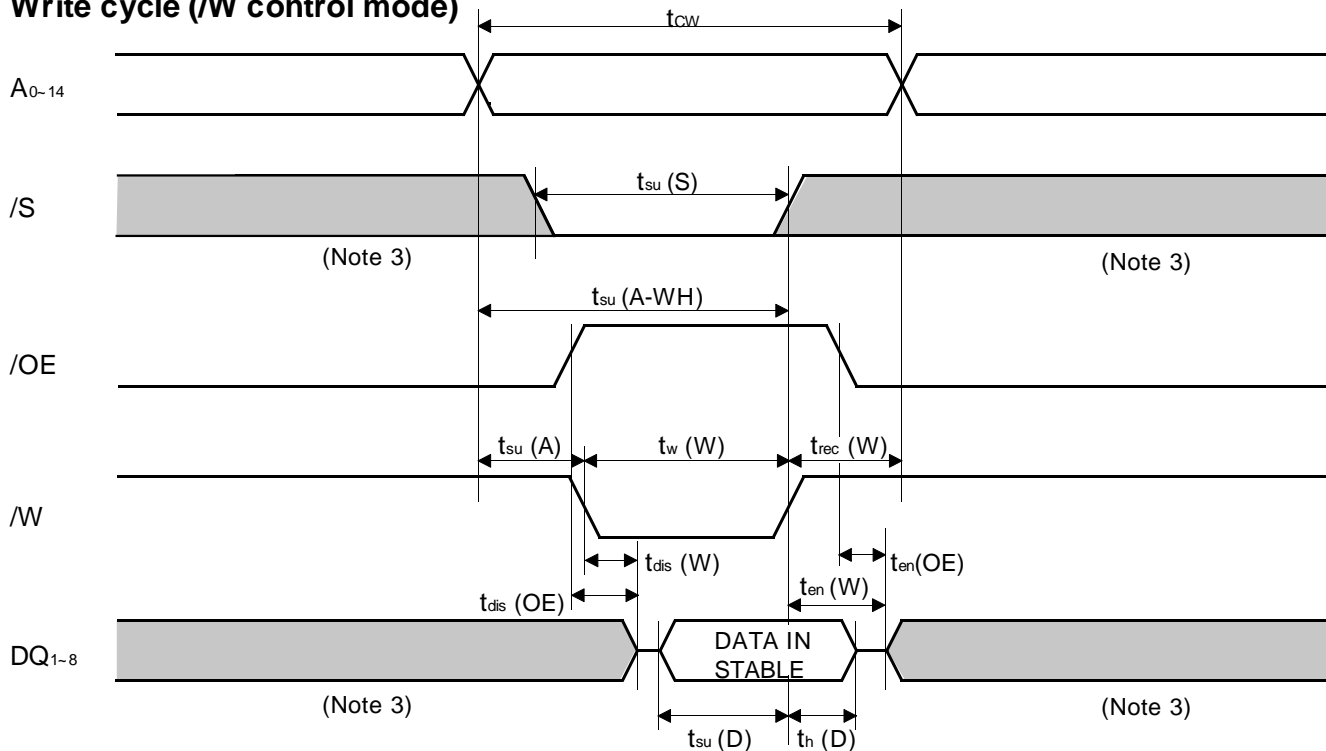 Write cycle (/W control mode)
tCW
A0~14
tsu (S)
/S
(Note 3)
(Note 3)
tsu (A-WH)
/OE
tsu (A)
tw (W)
trec (W)
/W
tdis (W)
ten(OE)
ten (W)
tdis (OE)
DQ1~8
DATA IN
STABLE
(Note 3)
(Note 3)
tsu (D)
th (D)